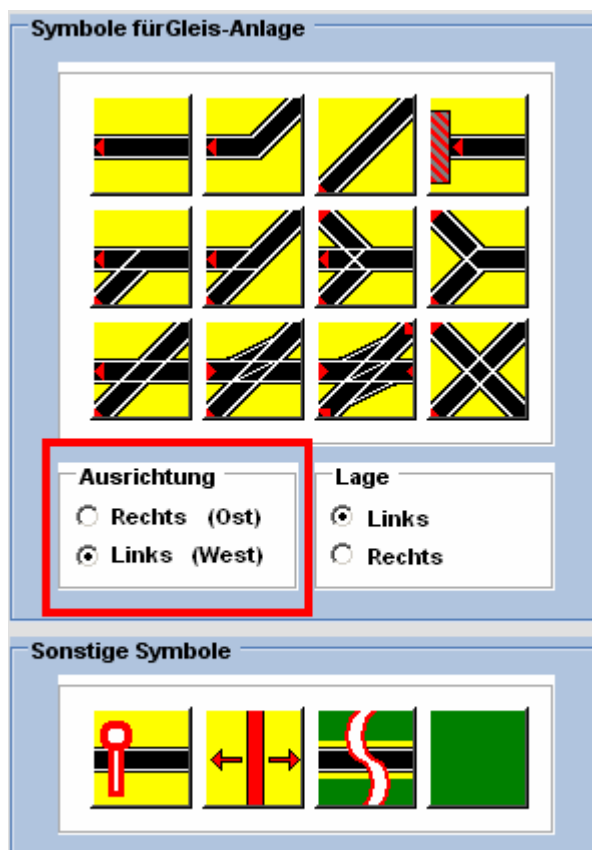 Symbole fürGleis-Anlage
Ausrichtung
Rechts (Ost)
Links (West)
Lage
Links
Rechts
Sonstige Symbole